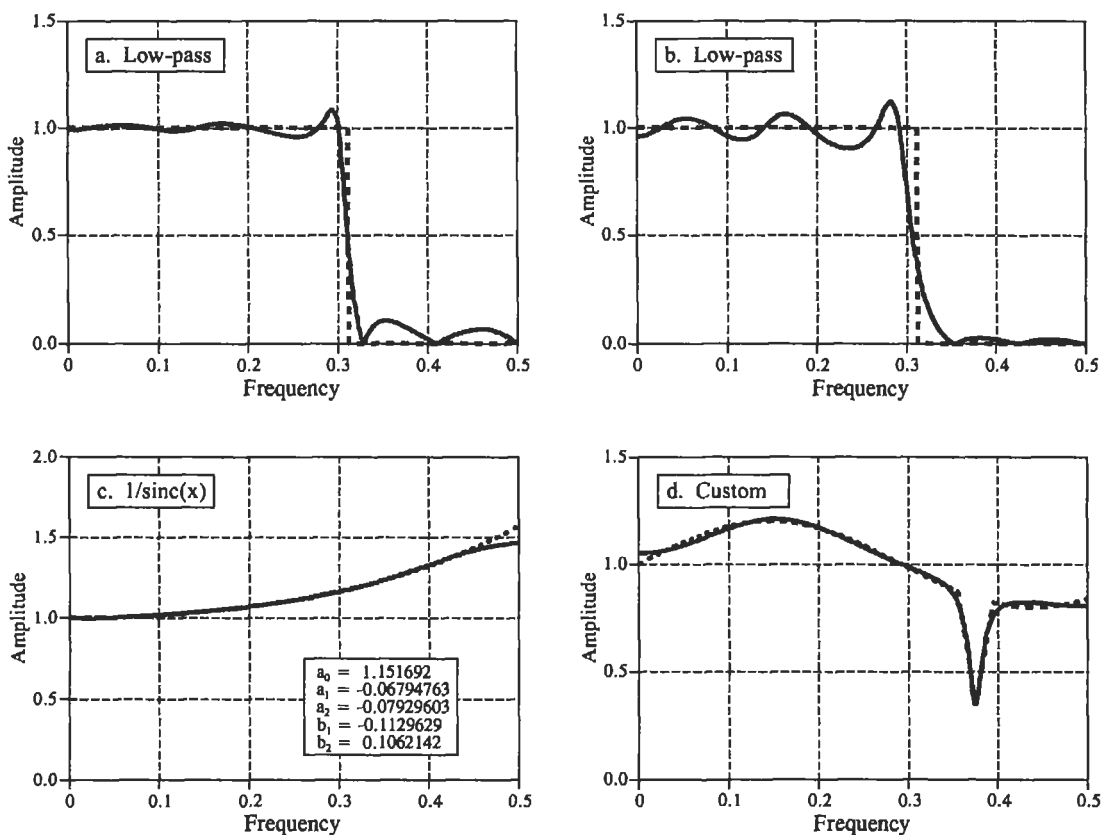 1.5
1.0
0.5
0.0
a. Low-pass
Amplitude
0
0.1
0.2
0.3
0.4
0.5
Frequency
1.5
1.0
0.5
0.0
b. Low-pass
Amplitude
0
0.1
0.2
0.3
0.4
0.5
Frequency
2.0
1.5
1.0
0.5
0.0
c. 1/sinc(x)
Amplitude
a₀ = 1.151692
a₁ = -0.06794763
a₂ = -0.07929603
b₁ = -0.1129629
b₂ = 0.1062142
0
0.1
0.2
0.3
0.4
0.5
Frequency
1.5
1.0
0.5
0.0
d. Custom
Amplitude
0
0.1
0.2
0.3
0.4
0.5
Frequency